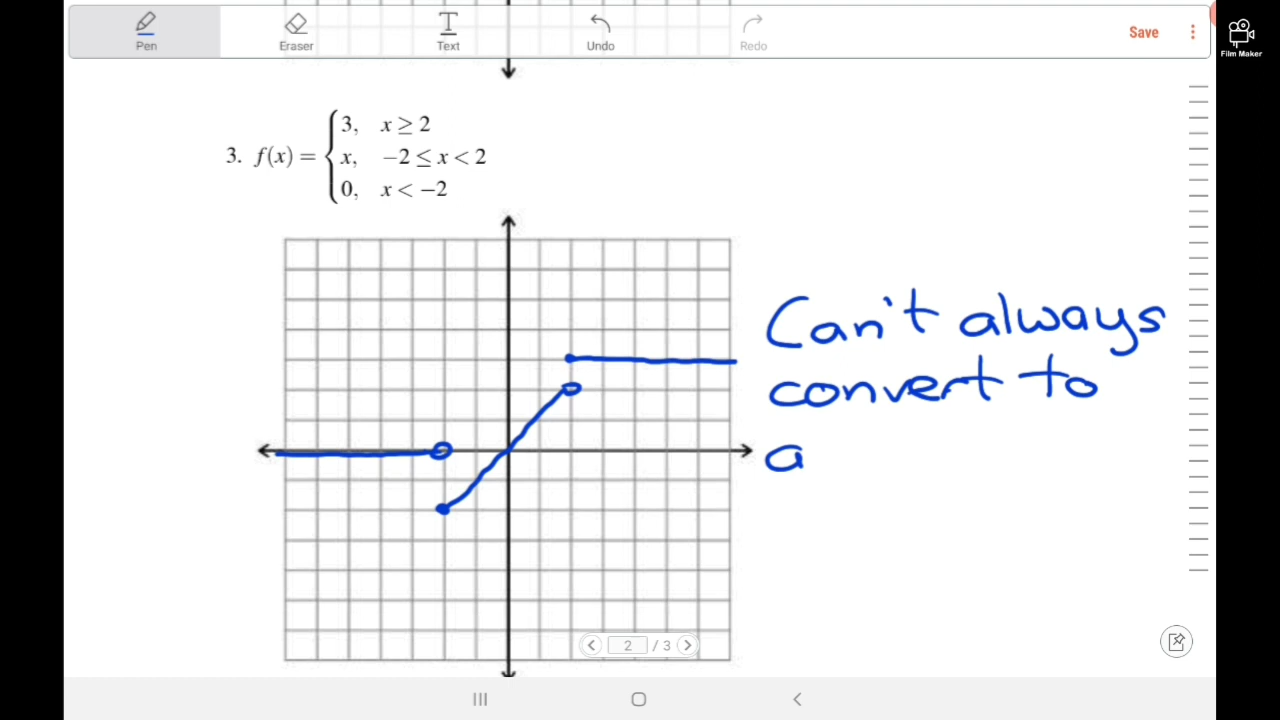 Pen
Eraser
Text
Undo
Redo
Save
Film Maker
3. f(x) = { 3, x ≥ 2
x, −2 ≤ x < 2
0, x < −2
Can't always
convert to
a
2 / 3